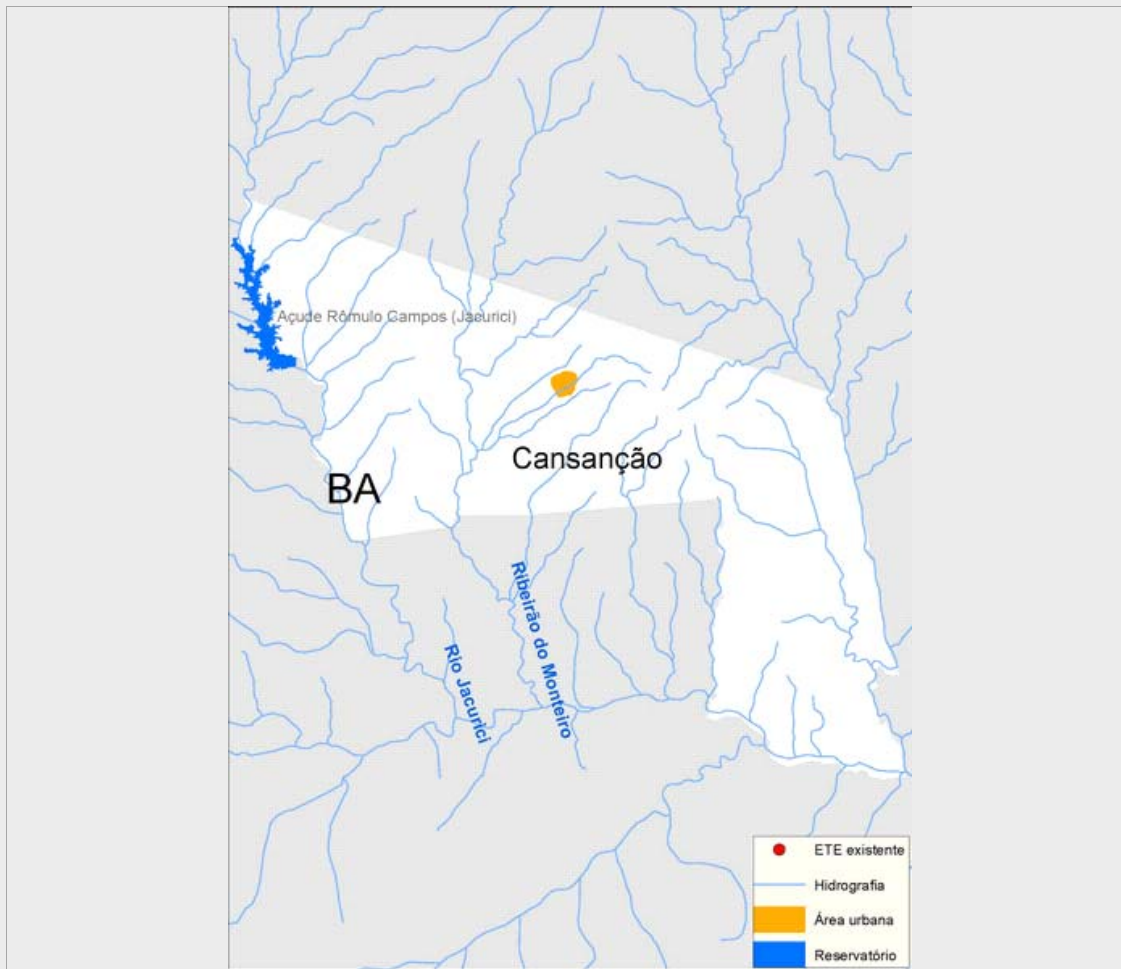 Açude Rômulo Campos (Jacurici)
Cansanção
BA
Ribeirão do Monteiro
Rio Jacurici
ETE existente
Hidrografia
Área urbana
Reservatório